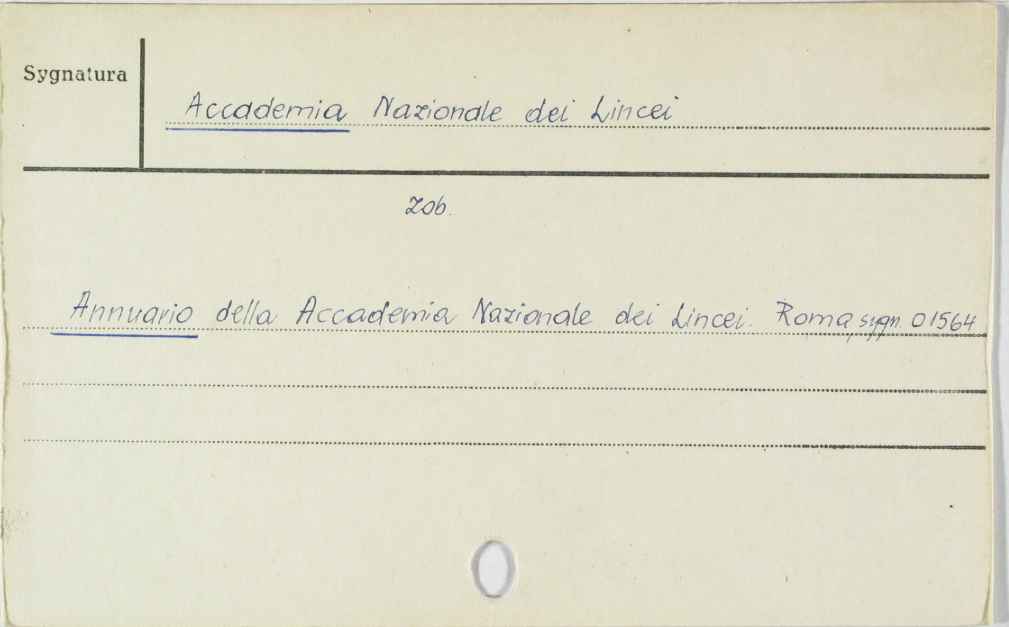 Sygnatura
Accademia Nazionale dei Lincei
zob.
Annuario della Accademia Nazionale dei Lincei. Roma, sygn. 01564